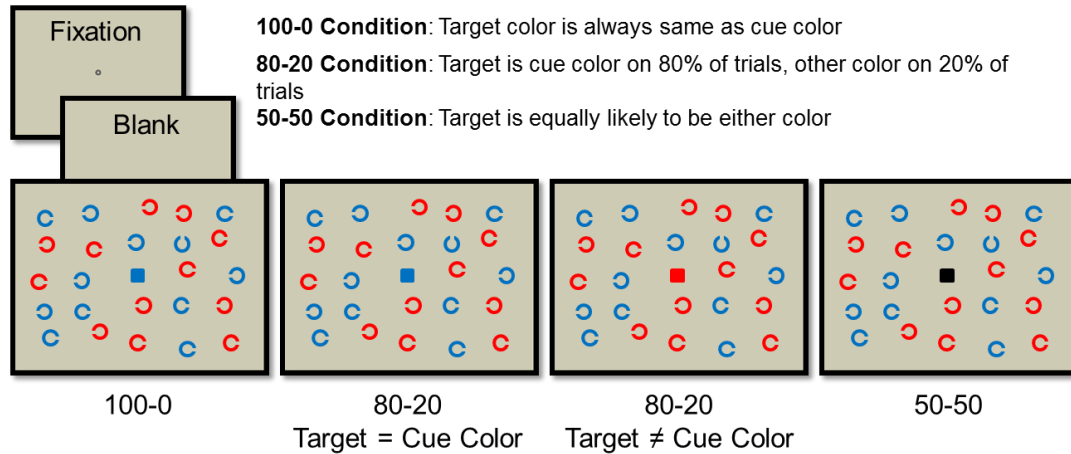 Fixation
100-0 Condition: Target color is always same as cue color
80-20 Condition: Target is cue color on 80% of trials, other color on 20% of
trials
50-50 Condition: Target is equally likely to be either color
Blank
100-0
80-20
Target = Cue Color
80-20
Target ≠ Cue Color
50-50